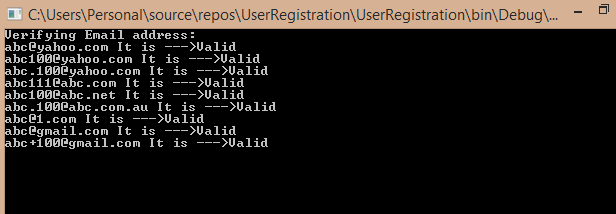 C:\Users\Personal\source\repos\UserRegistration\UserRegistration\bin\Debug\...
Verifying Email address:
abc@yahoo.com It is --->Valid
abc100@yahoo.com It is --->Valid
abc.100@yahoo.com It is --->Valid
abc111@abc.com It is --->Valid
abc100@abc.net It is --->Valid
abc.100@abc.com.au It is --->Valid
abc@1.com It is --->Valid
abc@gmail.com It is --->Valid
abc+100@gmail.com It is --->Valid